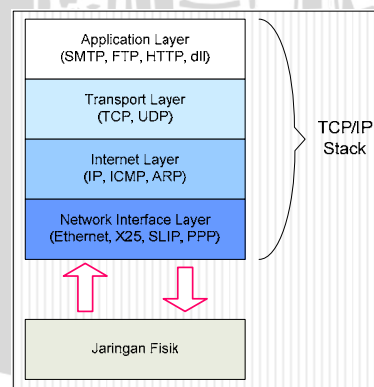 Application Layer
(SMTP, FTP, HTTP, dll)
Transport Layer
(TCP, UDP)
Internet Layer
(IP, ICMP, ARP)
Network Interface Layer
(Ethernet, X25, SLIP, PPP)
TCP/IP
Stack
Jaringan Fisik